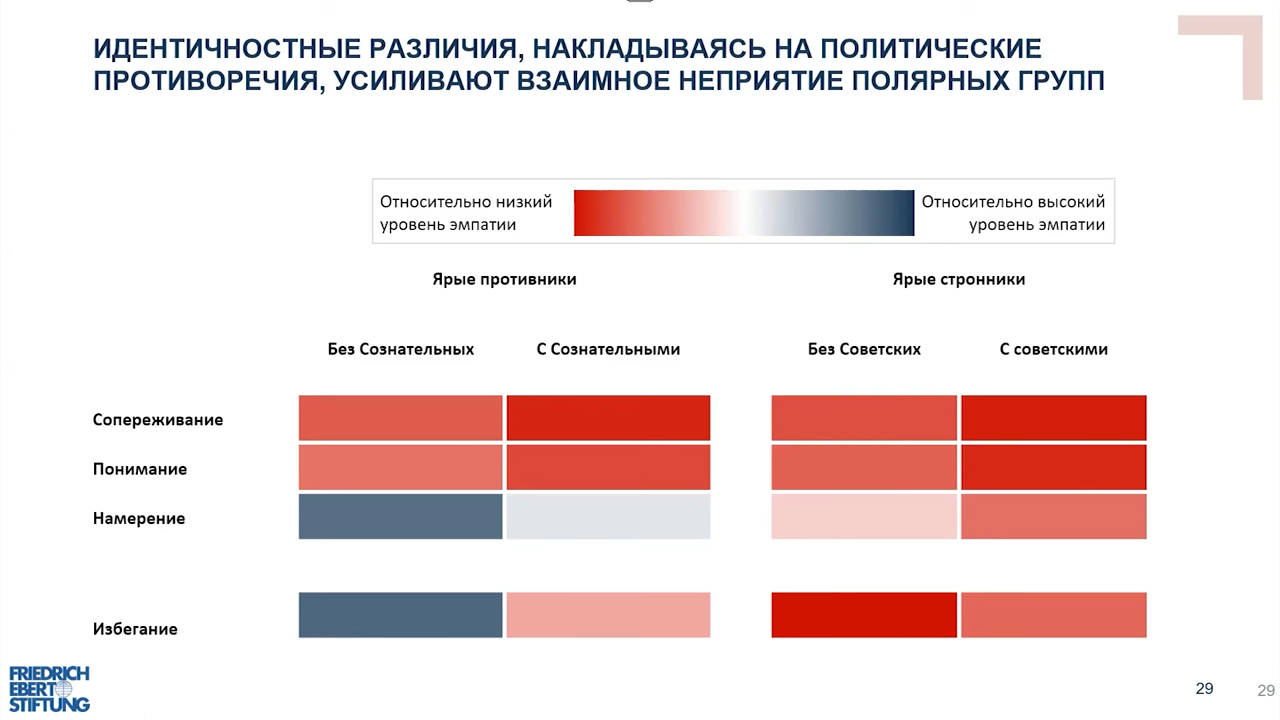 ИДЕНТИЧНОСТНЫЕ РАЗЛИЧИЯ, НАКЛАДЫВАЯСЬ НА ПОЛИТИЧЕСКИЕ
ПРОТИВОРЕЧИЯ, УСИЛИВАЮТ ВЗАИМНОЕ НЕПРИЯТИЕ ПОЛЯРНЫХ ГРУПП
Относительно низкий
уровень эмпатии
Относительно высокий
уровень эмпатии
Ярые противники
Ярые стронники
Без Сознательных
С Сознательными
Без Советских
С советскими
Сопереживание
Понимание
Намерение
Избегание
FRIEDRICH
EBERT
STIFTUNG
29
29